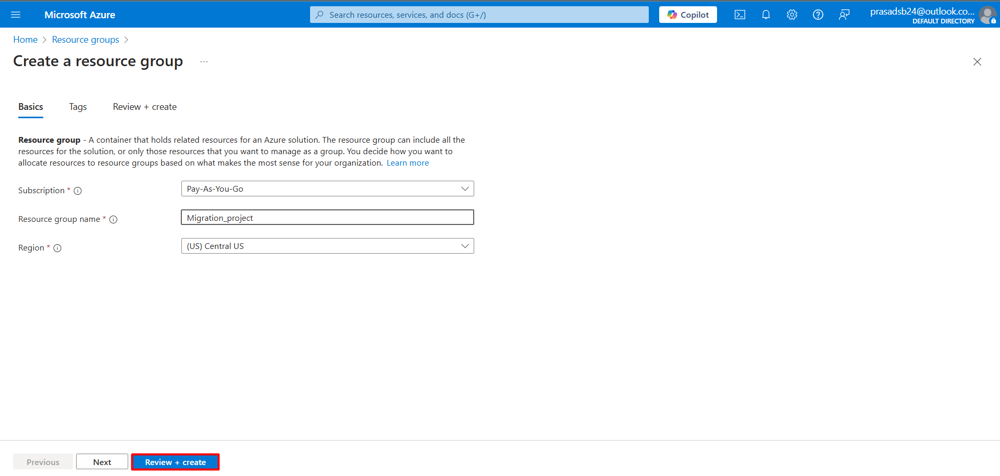 Microsoft Azure
Search resources, services, and docs (G+/)
Copilot
prasadsb24@outlook.co...
DEFAULT DIRECTORY
Home > Resource groups >
Create a resource group ...
Basics Tags Review + create
Resource group - A container that holds related resources for an Azure solution. The resource group can include all the
resources for the solution, or only those resources that you want to manage as a group. You decide how you want to
allocate resources to resource groups based on what makes the most sense for your organization. Learn more
Subscription * Pay-As-You-Go
Resource group name * Migration_project
Region * (US) Central US
Previous Next Review + create